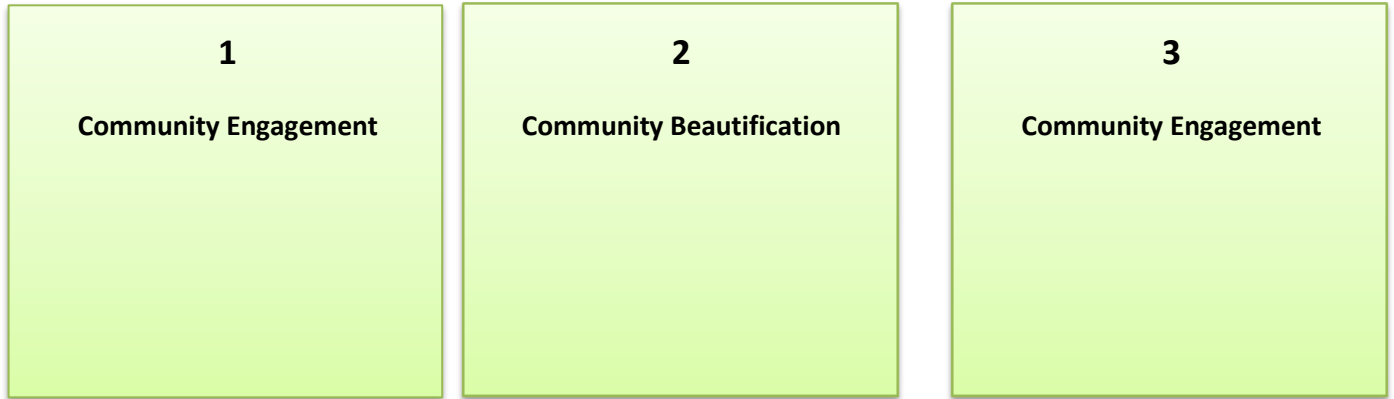 1
Community Engagement
2
Community Beautification
3
Community Engagement